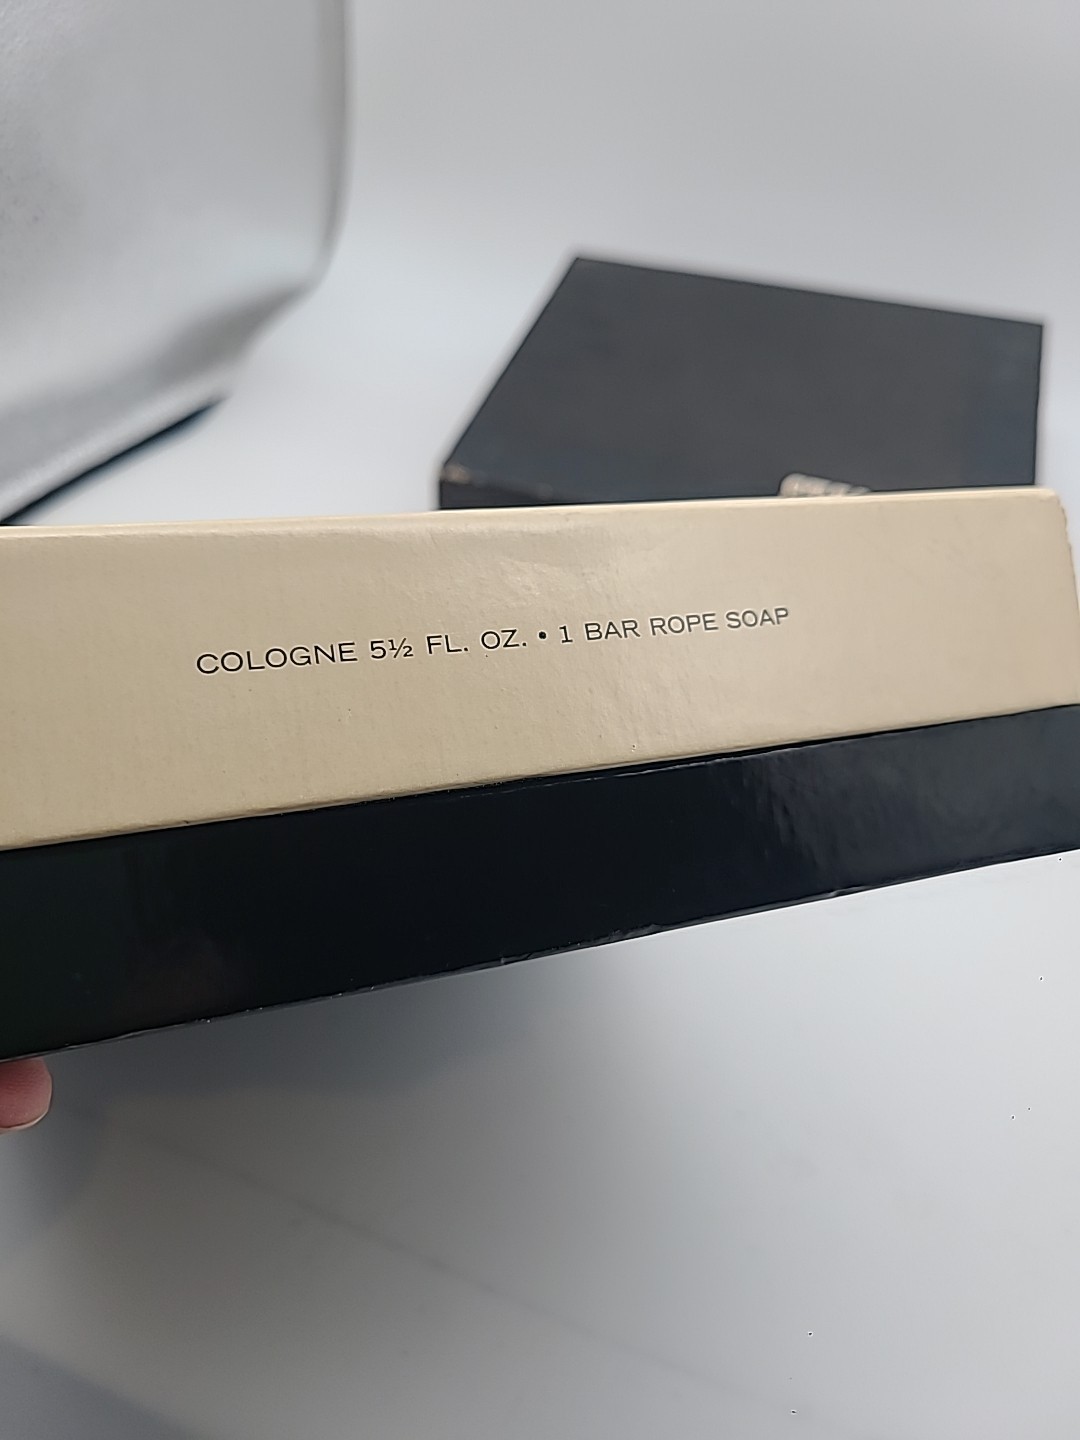 COLOGNE 5½ FL. OZ. • 1 BAR ROPE SOAP